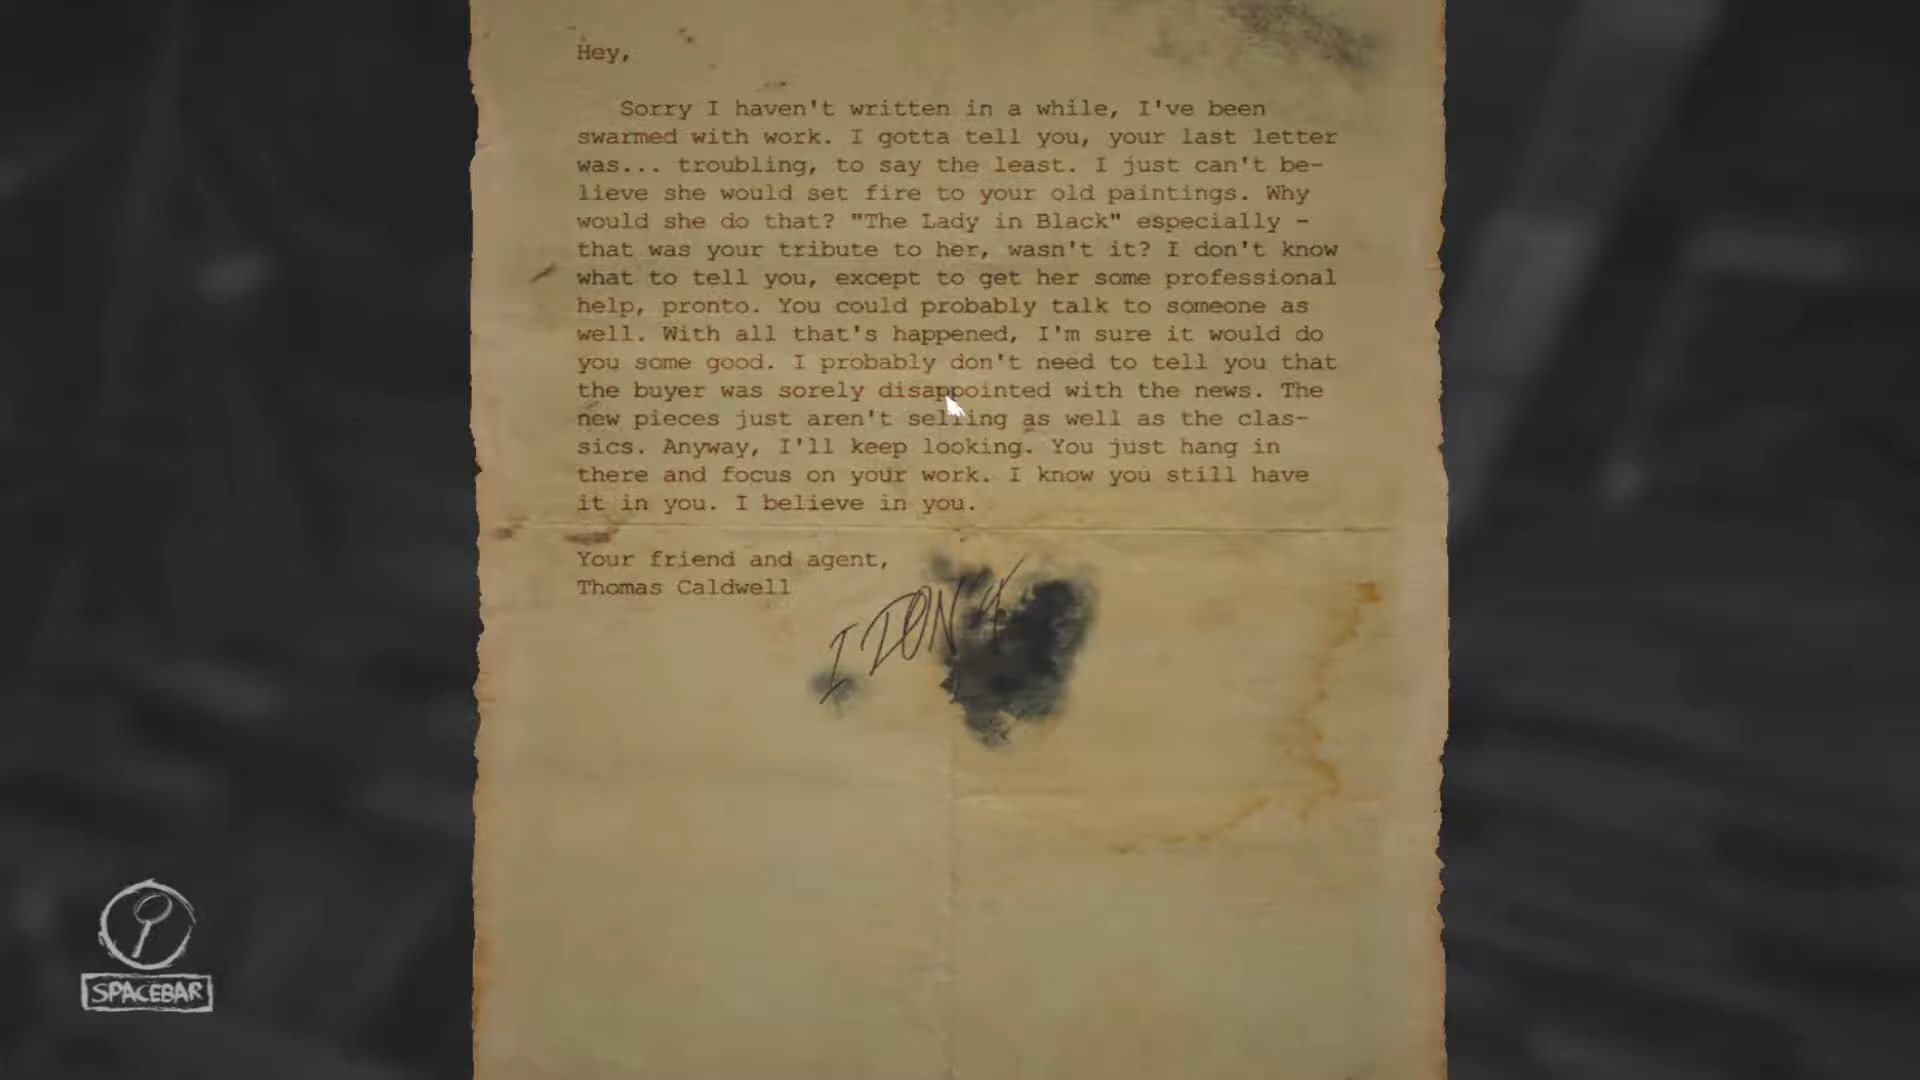 Hey,
Sorry I haven't written in a while, I've been
swarmed with work. I gotta tell you, your last letter
was... troubling, to say the least. I just can't be-
lieve she would set fire to your old paintings. Why
would she do that? "The Lady in Black" especially -
that was your tribute to her, wasn't it? I don't know
what to tell you, except to get her some professional
help, pronto. You could probably talk to someone as
well. With all that's happened, I'm sure it would do
you some good. I probably don't need to tell you that
the buyer was sorely disappointed with the news. The
new pieces just aren't selling as well as the clas-
sics. Anyway, I'll keep looking. You just hang in
there and focus on your work. I know you still have
it in you. I believe in you.
Your friend and agent,
Thomas Caldwell
I DON'T
SPACEBAR